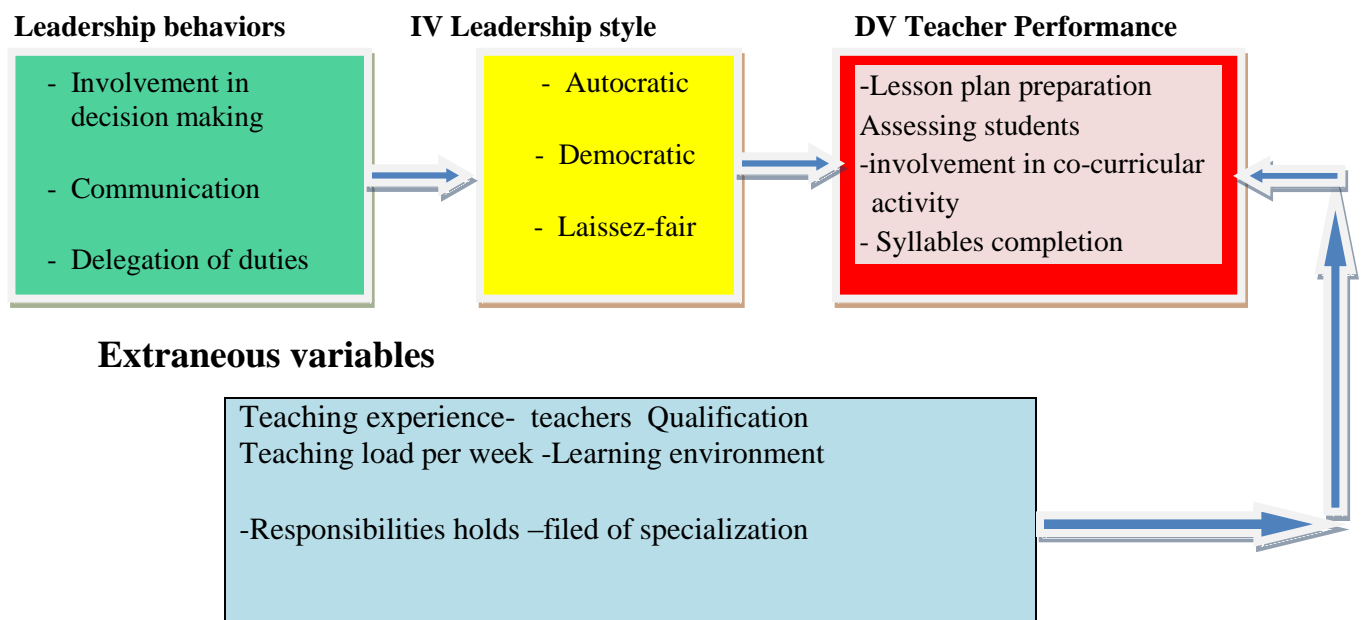 Leadership behaviors
IV Leadership style
DV Teacher Performance
- Involvement in
decision making
- Communication
- Delegation of duties
- Autocratic
- Democratic
- Laissez-fair
-Lesson plan preparation
Assessing students
-involvement in co-curricular
activity
- Syllables completion
Extraneous variables
Teaching experience- teachers Qualification
Teaching load per week -Learning environment
-Responsibilities holds –filed of specialization